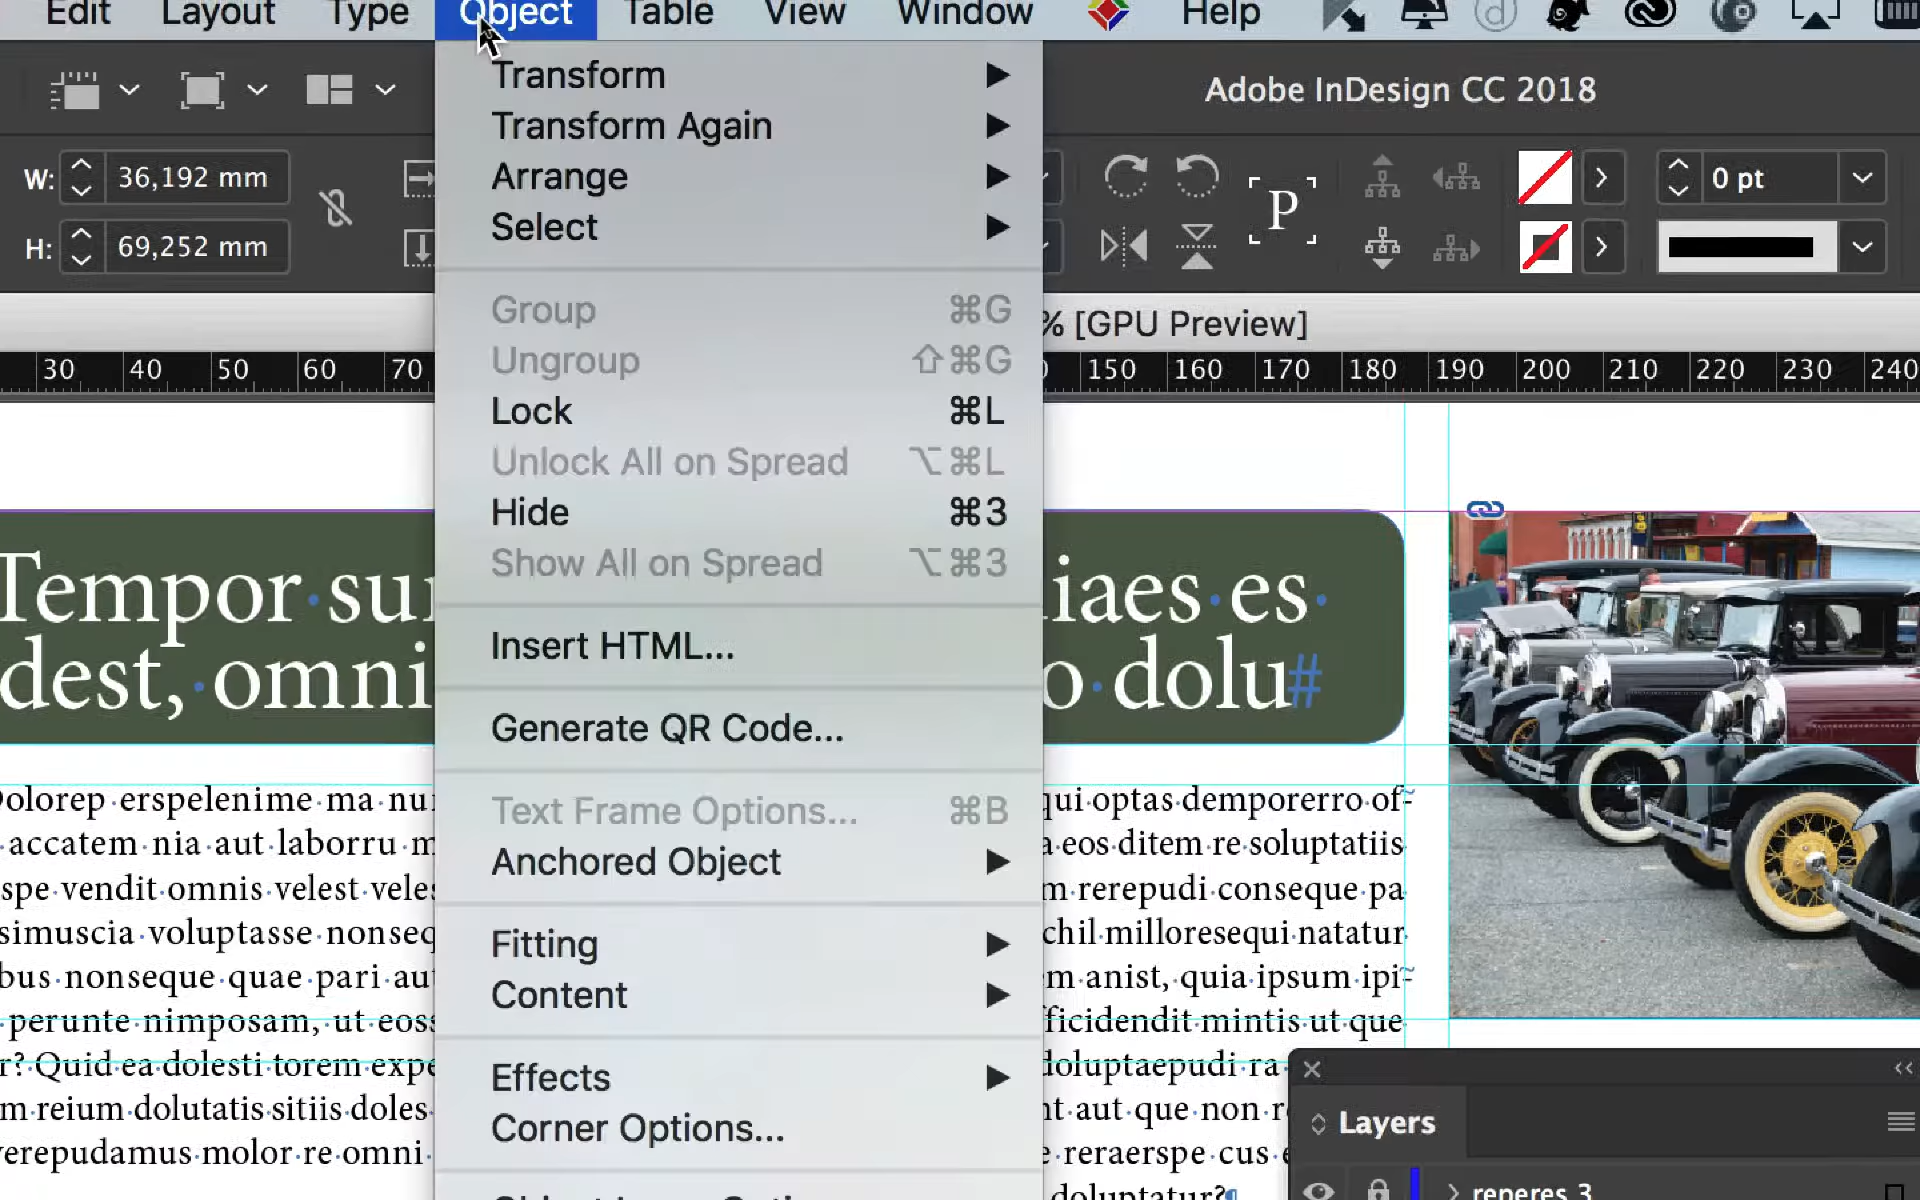 Edit Layout Type Object Table View Window Help
Adobe InDesign CC 2018
W: 36,192 mm
H: 69,252 mm
P
0 pt
% [GPU Preview]
30 40 50 60 70 150 160 170 180 190 200 210 220 230 240
Transform
Transform Again
Arrange
Select
Group ⌘G
Ungroup ⇧⌘G
Lock ⌘L
Unlock All on Spread ⌥⌘L
Hide ⌘3
Show All on Spread ⌥⌘3
Insert HTML...
Generate QR Code...
Text Frame Options... ⌘B
Anchored Object
Fitting
Content
Effects
Corner Options...
Tempor sur
dest, omni
iaes es
o dolu#
Dolorep erspelenime ma nu
accatem nia aut laborru m
spe vendit omnis velest veles
simuscia voluptasse nonseq
bus nonseque quae pari aut
perunte nimposam, ut eoss
r? Quid ea dolesti torem expe
m reium dolutatis sitiis doles
verepudamus molor re omni
qui optas demporerro of-
a eos ditem re soluptatiis
m rerepudi conseque pa
chil milloresequi natatur
em anist, quia ipsum ipi-
ficidendit mintis ut que
doluptaepudi ra
nt aut que non r
e reraerspe cus e
doluptatur?
Layers
reperes 3